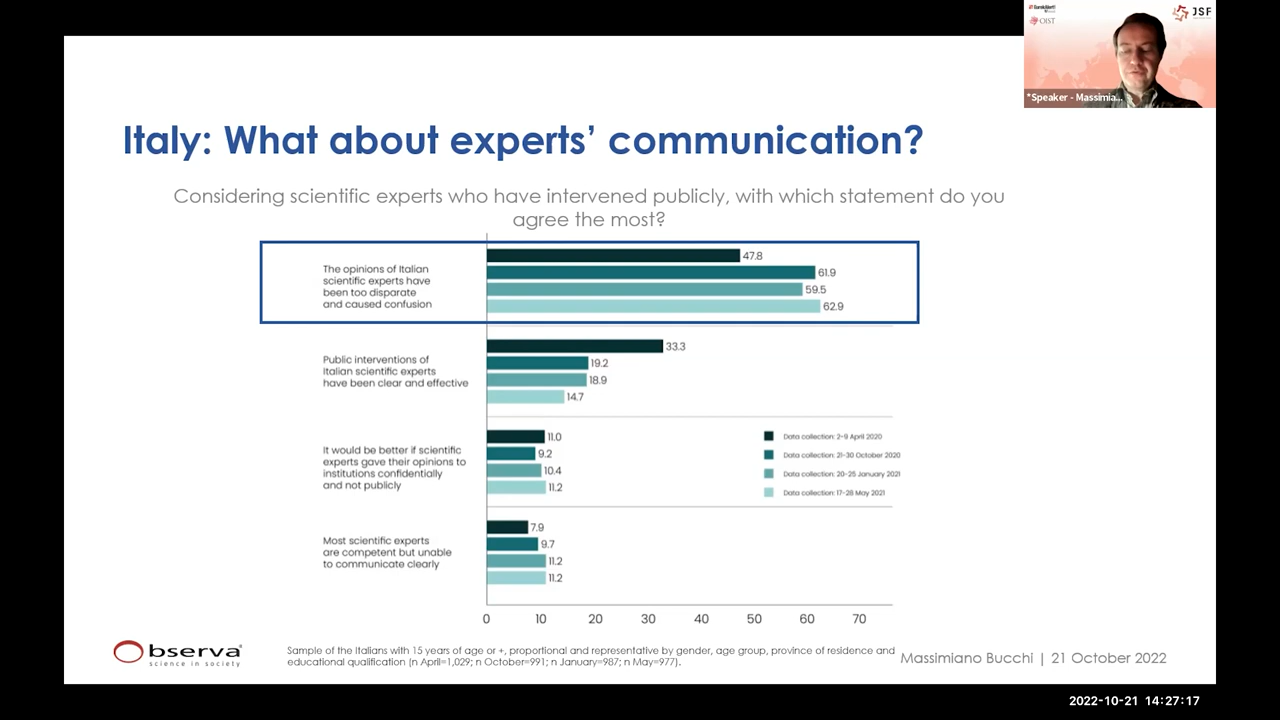 EurekAlert!
OIST
JSF
*Speaker - Massimia...
Italy: What about experts' communication?
Considering scientific experts who have intervened publicly, with which statement do you
agree the most?
The opinions of Italian
scientific experts have
been too disparate
and caused confusion
47.8
61.9
59.5
62.9
Public interventions of
Italian scientific experts
have been clear and effective
33.3
19.2
18.9
14.7
It would be better if scientific
experts gave their opinions to
institutions confidentially
and not publicly
11.0
9.2
10.4
11.2
Data collection: 2-9 April 2020
Data collection: 21-30 October 2020
Data collection: 20-25 January 2021
Data collection: 17-28 May 2021
Most scientific experts
are competent but unable
to communicate clearly
7.9
9.7
11.2
11.2
0 10 20 30 40 50 60 70
Observa
science in society
Sample of the Italians with 15 years of age or +, proportional and representative by gender, age group, province of residence and
educational qualification (n April=1,029; n October=991; n January=987; n May=977).
Massimiano Bucchi | 21 October 2022
2022-10-21 14:27:17